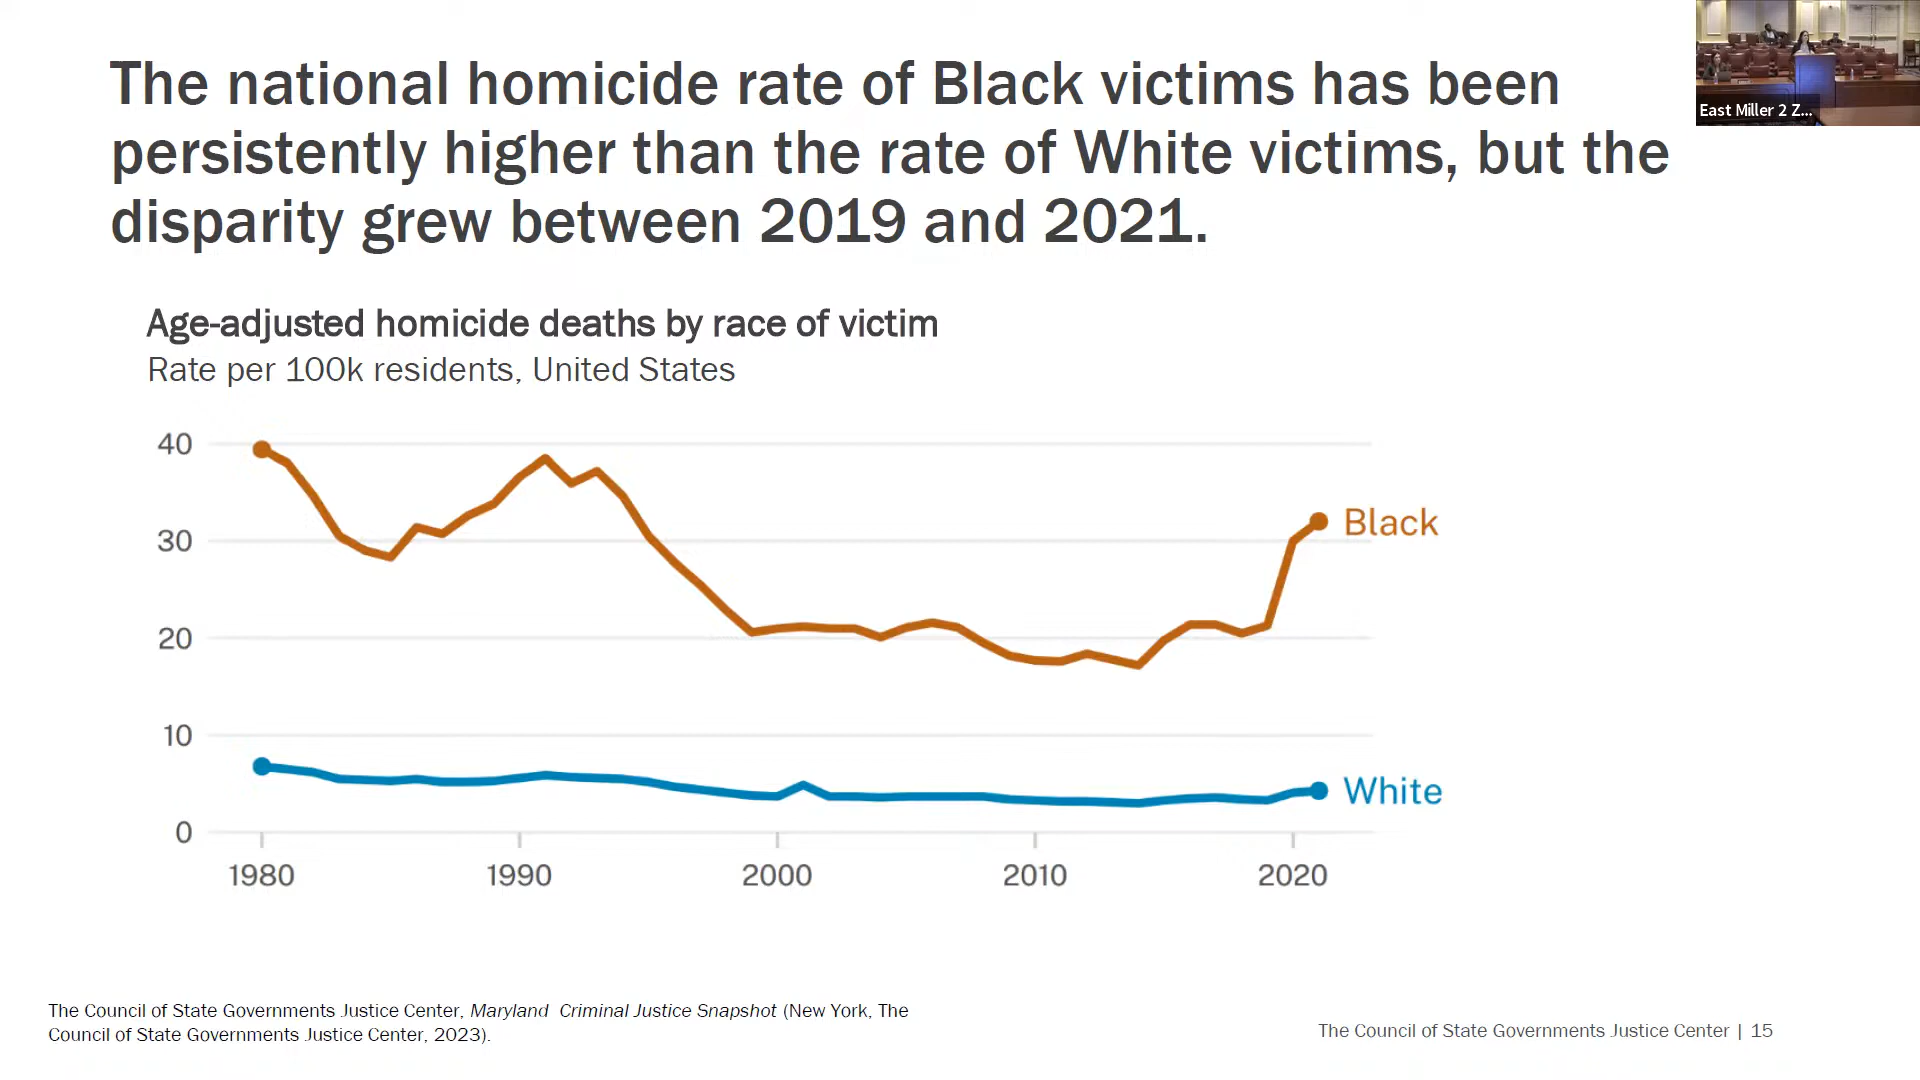 The national homicide rate of Black victims has been
persistently higher than the rate of White victims, but the
disparity grew between 2019 and 2021.
East Miller 2 Z...
Age-adjusted homicide deaths by race of victim
Rate per 100k residents, United States
40
30
20
10
0
Black
White
1980
1990
2000
2010
2020
The Council of State Governments Justice Center, Maryland Criminal Justice Snapshot (New York, The
Council of State Governments Justice Center, 2023).
The Council of State Governments Justice Center | 15